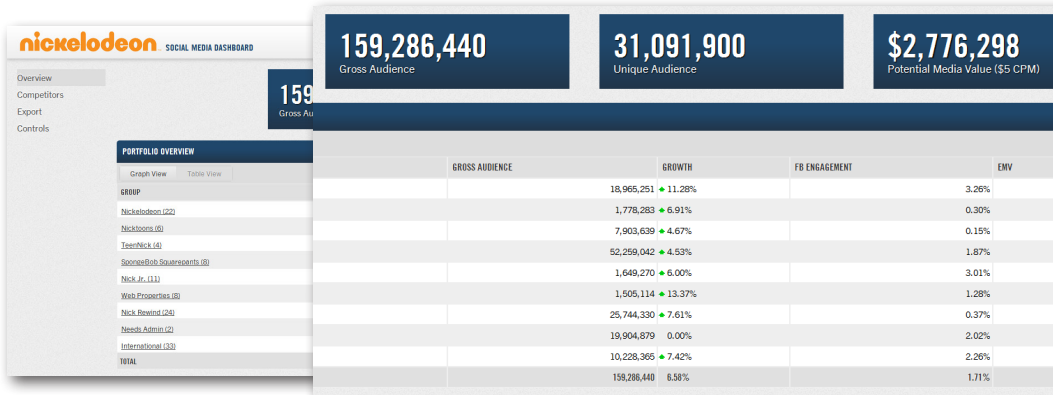 nickelodeon SOCIAL MEDIA DASHBOARD
Overview
Competitors
Export
Controls
159
Gross Au
PORTFOLIO OVERVIEW
Graph View Table View
GROUP
Nickelodeon (22)
Nicktoons (6)
TeenNick (4)
SpongeBob Squarepants (8)
Nick Jr. (11)
Web Properties (8)
Nick Rewind (24)
Needs Admin (2)
International (33)
TOTAL
159,286,440
Gross Audience
31,091,900
Unique Audience
$2,776,298
Potential Media Value ($5 CPM)
GROSS AUDIENCE GROWTH FB ENGAGEMENT EMV
18,965,251 11.28% 3.26%
1,778,283 6.91% 0.30%
7,903,639 4.67% 0.15%
52,259,042 4.53% 1.87%
1,649,270 6.00% 3.01%
1,505,114 13.37% 1.28%
25,744,330 7.61% 0.37%
19,904,879 0.00% 2.02%
10,228,365 7.42% 2.26%
159,286,440 6.58% 1.71%